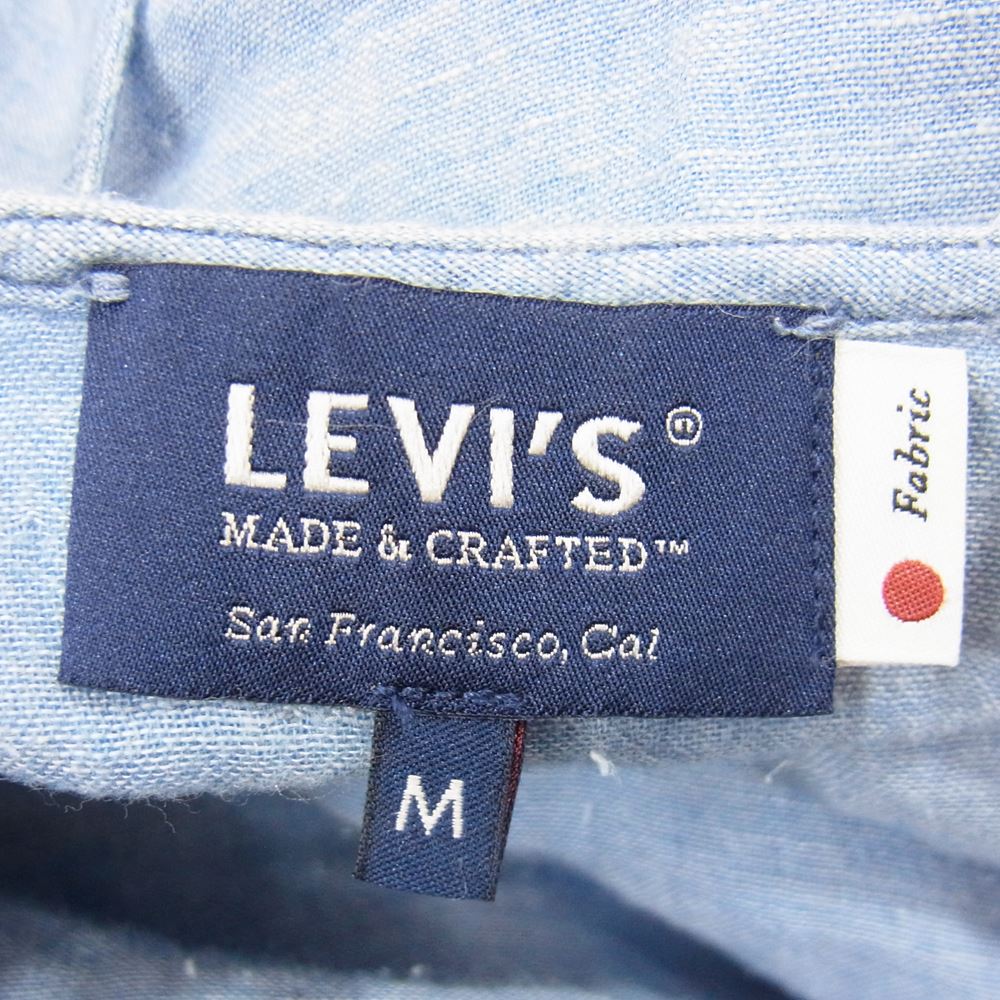 LEVI'S®
MADE & CRAFTED™
San Francisco, Cal
M
Fabric